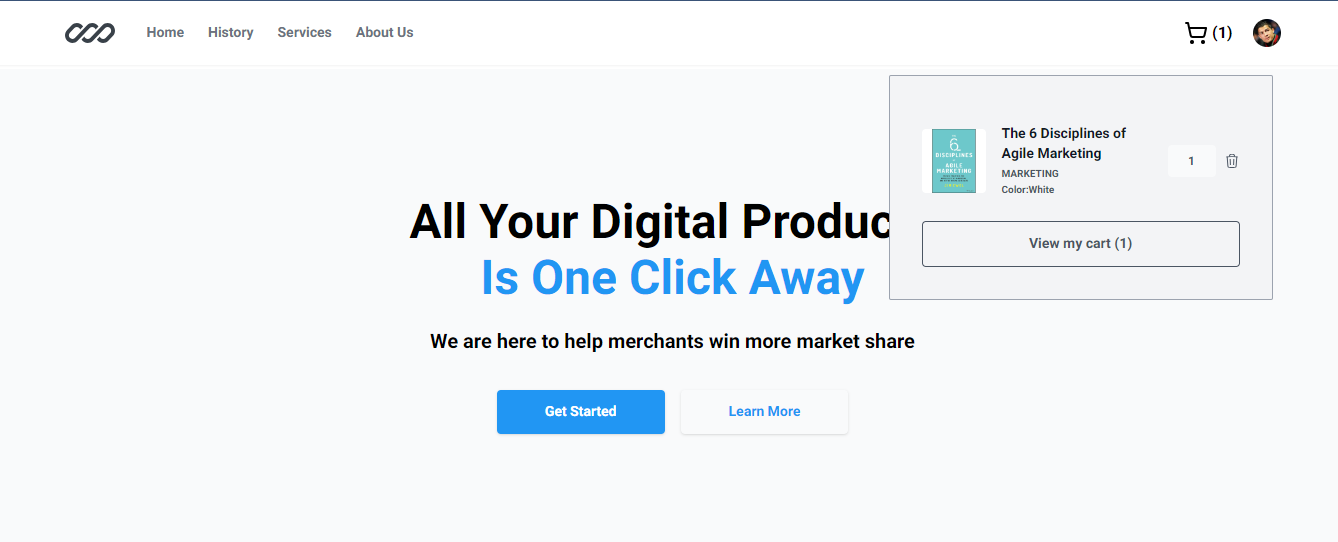 Home History Services About Us (1)
The 6 Disciplines of
Agile Marketing
MARKETING
Color:White
1
6
DISCIPLINES
AGILE
MARKETING
View my cart (1)
All Your Digital Produc
Is One Click Away
We are here to help merchants win more market share
Get Started Learn More